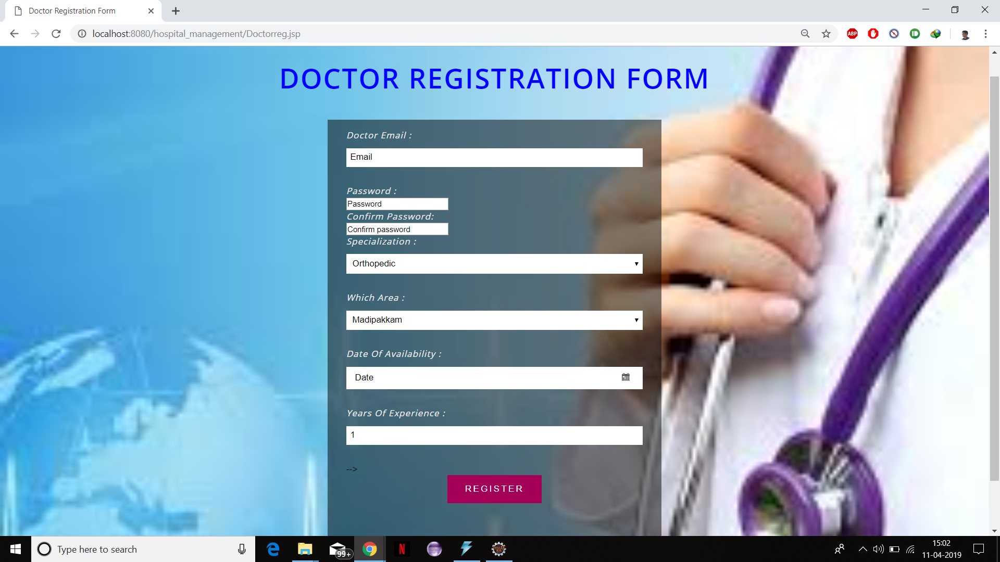 Doctor Registration Form
localhost:8080/hospital_management/Doctorreg.jsp
ABP
DOCTOR REGISTRATION FORM
Doctor Email :
Email
Password :
Password
Confirm Password:
Confirm password
Specialization :
Orthopedic
Which Area :
Madipakkam
Date Of Availability :
Date
Years Of Experience :
1
-->
REGISTER
Type here to search
99+
N
15:02
11-04-2019